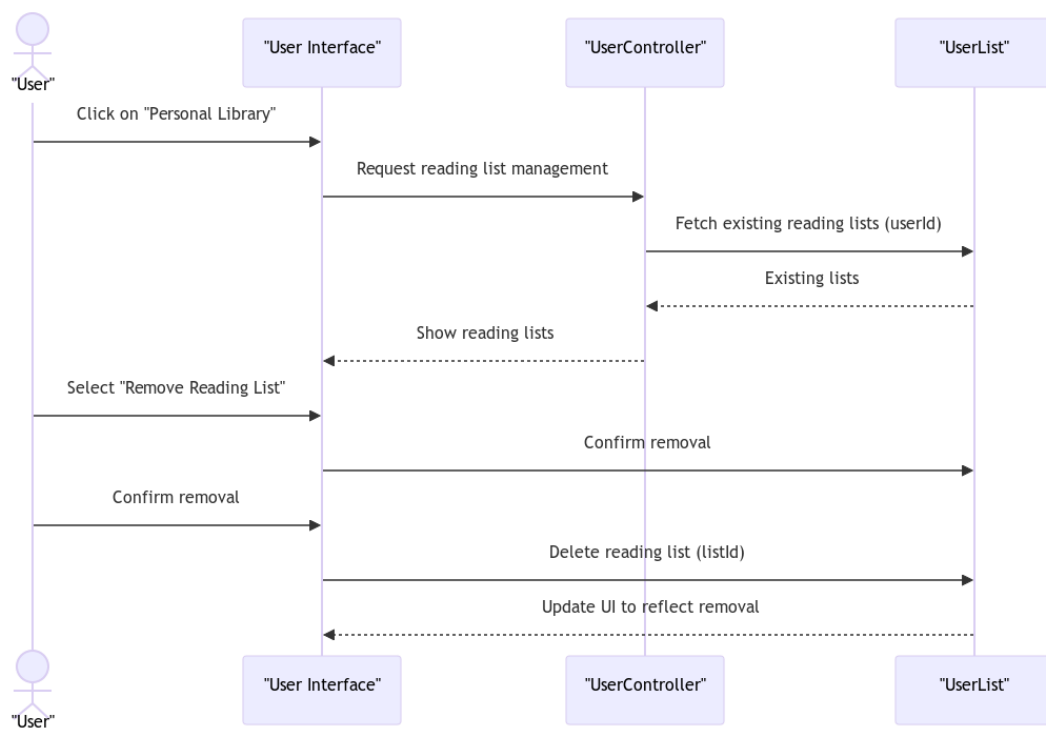 "User Interface"
"UserController"
"UserList"
"User"
Click on "Personal Library"
Request reading list management
Fetch existing reading lists (userId)
Existing lists
Show reading lists
Select "Remove Reading List"
Confirm removal
Confirm removal
Delete reading list (listId)
Update UI to reflect removal
"User Interface"
"UserController"
"UserList"
"User"